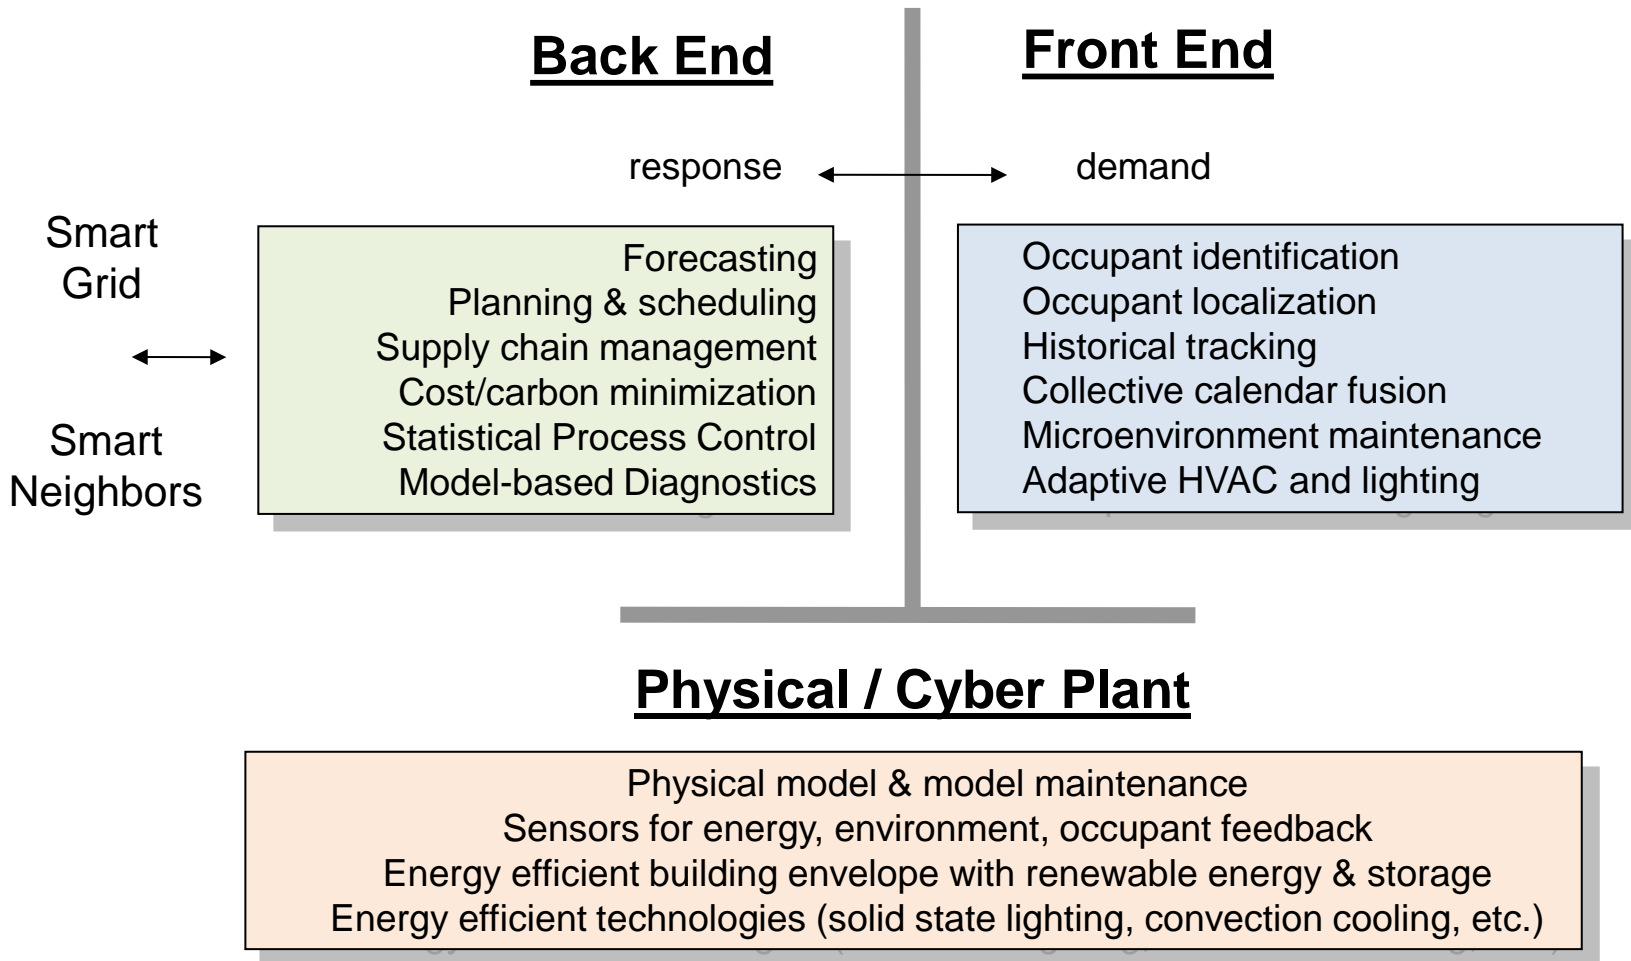 Back End
Front End
response
demand
Smart
Grid
Smart
Neighbors
Forecasting
Planning & scheduling
Supply chain management
Cost/carbon minimization
Statistical Process Control
Model-based Diagnostics
Occupant identification
Occupant localization
Historical tracking
Collective calendar fusion
Microenvironment maintenance
Adaptive HVAC and lighting
Physical / Cyber Plant
Physical model & model maintenance
Sensors for energy, environment, occupant feedback
Energy efficient building envelope with renewable energy & storage
Energy efficient technologies (solid state lighting, convection cooling, etc.)